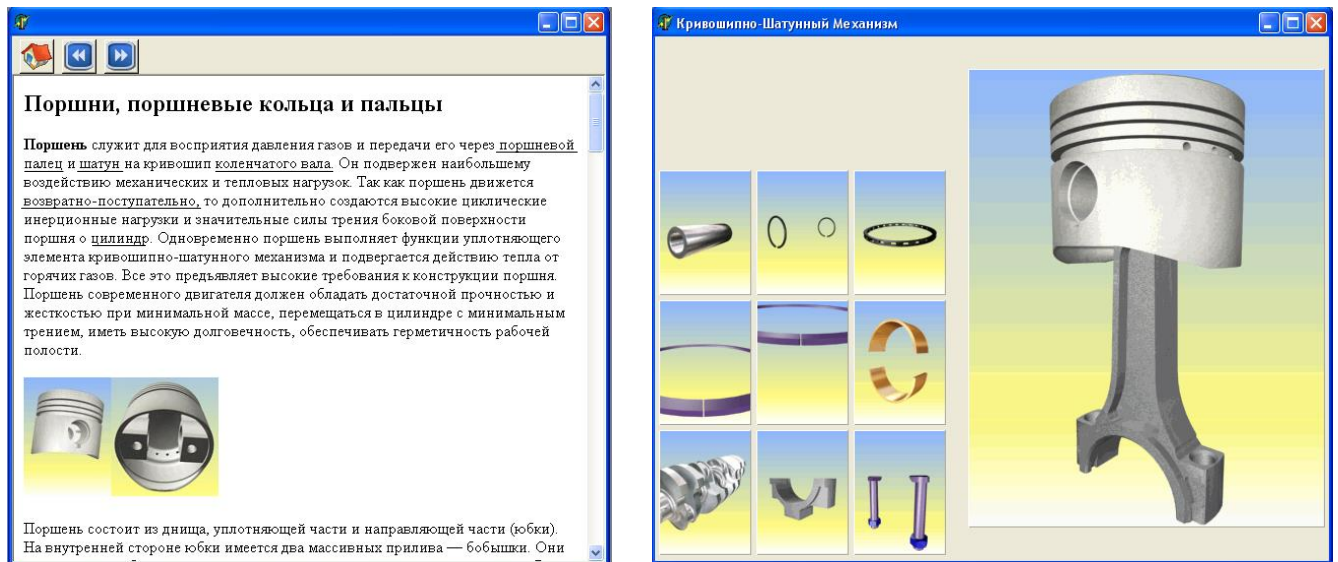 Поршни, поршневые кольца и пальцы
Поршень служит для восприятия давления газов и передачи его через поршневой
палец и шатун на кривошип коленчатого вала. Он подвержен наибольшему
воздействию механических и тепловых нагрузок. Так как поршень движется
возвратно-поступательно, то дополнительно создаются высокие циклические
инерционные нагрузки и значительные силы трения боковой поверхности
поршня о цилиндр. Одновременно поршень выполняет функции уплотняющего
элемента кривошипно-шатунного механизма и подвергается действию тепла от
горячих газов. Все это предъявляет высокие требования к конструкции поршня.
Поршень современного двигателя должен обладать достаточной прочностью и
жесткостью при минимальной массе, перемещаться в цилиндре с минимальным
трением, иметь высокую долговечность, обеспечивать герметичность рабочей
полости.
Поршень состоит из днища, уплотняющей части и направляющей части (юбки).
На внутренней стороне юбки имеется два массивных прилива — бобышки. Они
Кривошипно-Шатунный Механизм